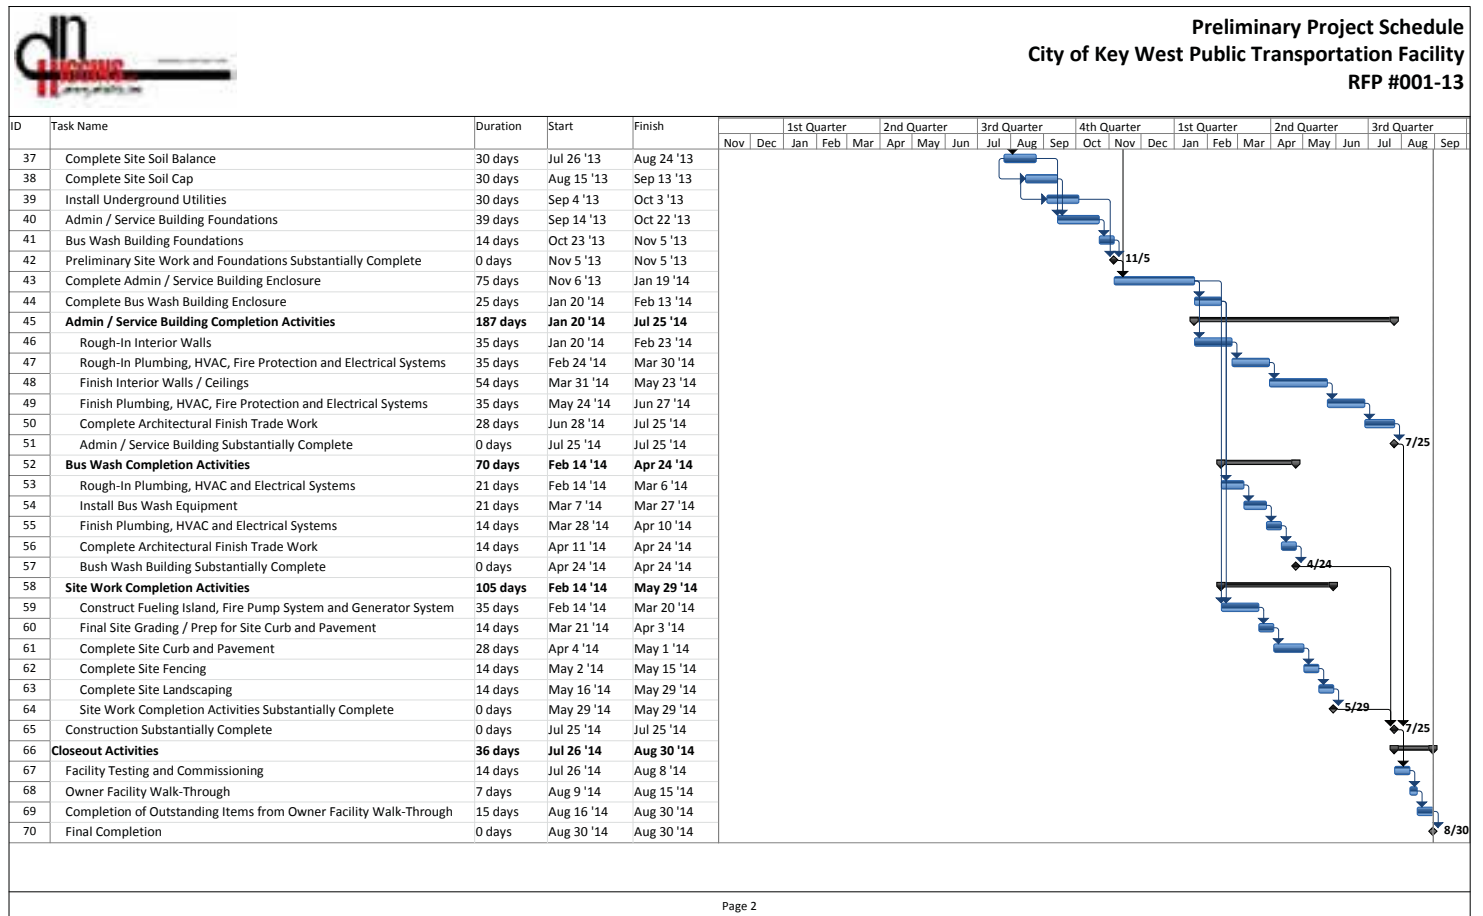 dn
HIGGINS
Preliminary Project Schedule
City of Key West Public Transportation Facility
RFP #001-13
ID Task Name Duration Start Finish
1st Quarter 2nd Quarter 3rd Quarter 4th Quarter 1st Quarter 2nd Quarter 3rd Quarter
Nov Dec Jan Feb Mar Apr May Jun Jul Aug Sep Oct Nov Dec Jan Feb Mar Apr May Jun Jul Aug Sep
37 Complete Site Soil Balance 30 days Jul 26 '13 Aug 24 '13
38 Complete Site Soil Cap 30 days Aug 15 '13 Sep 13 '13
39 Install Underground Utilities 30 days Sep 4 '13 Oct 3 '13
40 Admin / Service Building Foundations 39 days Sep 14 '13 Oct 22 '13
41 Bus Wash Building Foundations 14 days Oct 23 '13 Nov 5 '13
42 Preliminary Site Work and Foundations Substantially Complete 0 days Nov 5 '13 Nov 5 '13 11/5
43 Complete Admin / Service Building Enclosure 75 days Nov 6 '13 Jan 19 '14
44 Complete Bus Wash Building Enclosure 25 days Jan 20 '14 Feb 13 '14
45 Admin / Service Building Completion Activities 187 days Jan 20 '14 Jul 25 '14
46 Rough-In Interior Walls 35 days Jan 20 '14 Feb 23 '14
47 Rough-In Plumbing, HVAC, Fire Protection and Electrical Systems 35 days Feb 24 '14 Mar 30 '14
48 Finish Interior Walls / Ceilings 54 days Mar 31 '14 May 23 '14
49 Finish Plumbing, HVAC, Fire Protection and Electrical Systems 35 days May 24 '14 Jun 27 '14
50 Complete Architectural Finish Trade Work 28 days Jun 28 '14 Jul 25 '14
51 Admin / Service Building Substantially Complete 0 days Jul 25 '14 Jul 25 '14 7/25
52 Bus Wash Completion Activities 70 days Feb 14 '14 Apr 24 '14
53 Rough-In Plumbing, HVAC and Electrical Systems 21 days Feb 14 '14 Mar 6 '14
54 Install Bus Wash Equipment 21 days Mar 7 '14 Mar 27 '14
55 Finish Plumbing, HVAC and Electrical Systems 14 days Mar 28 '14 Apr 10 '14
56 Complete Architectural Finish Trade Work 14 days Apr 11 '14 Apr 24 '14
57 Bush Wash Building Substantially Complete 0 days Apr 24 '14 Apr 24 '14 4/24
58 Site Work Completion Activities 105 days Feb 14 '14 May 29 '14
59 Construct Fueling Island, Fire Pump System and Generator System 35 days Feb 14 '14 Mar 20 '14
60 Final Site Grading / Prep for Site Curb and Pavement 14 days Mar 21 '14 Apr 3 '14
61 Complete Site Curb and Pavement 28 days Apr 4 '14 May 1 '14
62 Complete Site Fencing 14 days May 2 '14 May 15 '14
63 Complete Site Landscaping 14 days May 16 '14 May 29 '14
64 Site Work Completion Activities Substantially Complete 0 days May 29 '14 May 29 '14 5/29
65 Construction Substantially Complete 0 days Jul 25 '14 Jul 25 '14 7/25
66 Closeout Activities 36 days Jul 26 '14 Aug 30 '14
67 Facility Testing and Commissioning 14 days Jul 26 '14 Aug 8 '14
68 Owner Facility Walk-Through 7 days Aug 9 '14 Aug 15 '14
69 Completion of Outstanding Items from Owner Facility Walk-Through 15 days Aug 16 '14 Aug 30 '14
70 Final Completion 0 days Aug 30 '14 Aug 30 '14 8/30
Page 2